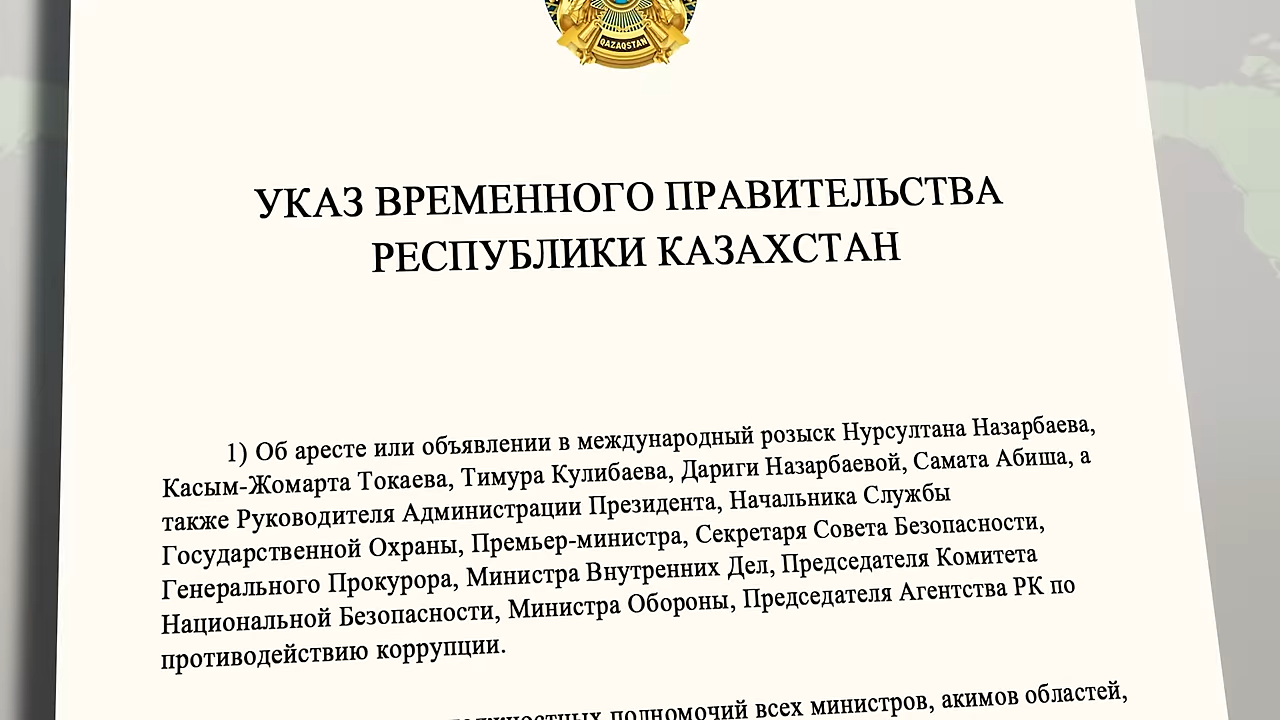 QAZAQSTAN
УКАЗ ВРЕМЕННОГО ПРАВИТЕЛЬСТВА
РЕСПУБЛИКИ КАЗАХСТАН
1) Об аресте или объявлении в международный розыск Нурсултана Назарбаева,
Касым-Жомарта Токаева, Тимура Кулибаева, Дариги Назарбаевой, Самата Абиша, а
также Руководителя Администрации Президента, Начальника Службы
Государственной Охраны, Премьер-министра, Секретаря Совета Безопасности,
Генерального Прокурора, Министра Внутренних Дел, Председателя Комитета
Национальной Безопасности, Министра Обороны, Председателя Агентства РК по
противодействию коррупции.
полномочий всех министров, акимов областей,